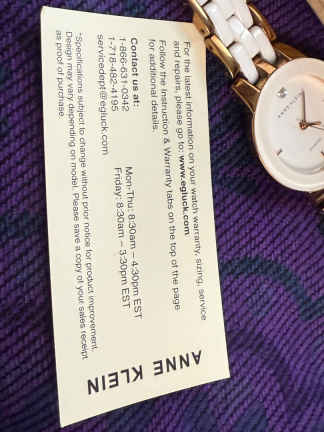 For the latest information on your watch warranty, sizing, service
and repairs, please go to: www.egluck.com
Follow the Instruction & Warranty tabs on the top of the page
for additional details.
Contact us at:
1-866-631-0342
1-718-482-4195
servicedept@egluck.com
Mon-Thu: 8:30am – 4:30pm EST
Friday: 8:30am – 3:30pm EST
*Specifications subject to change without prior notice for product improvement.
Design may vary depending on model. Please save a copy of your sales receipt
as proof of purchase.
ANNE KLEIN